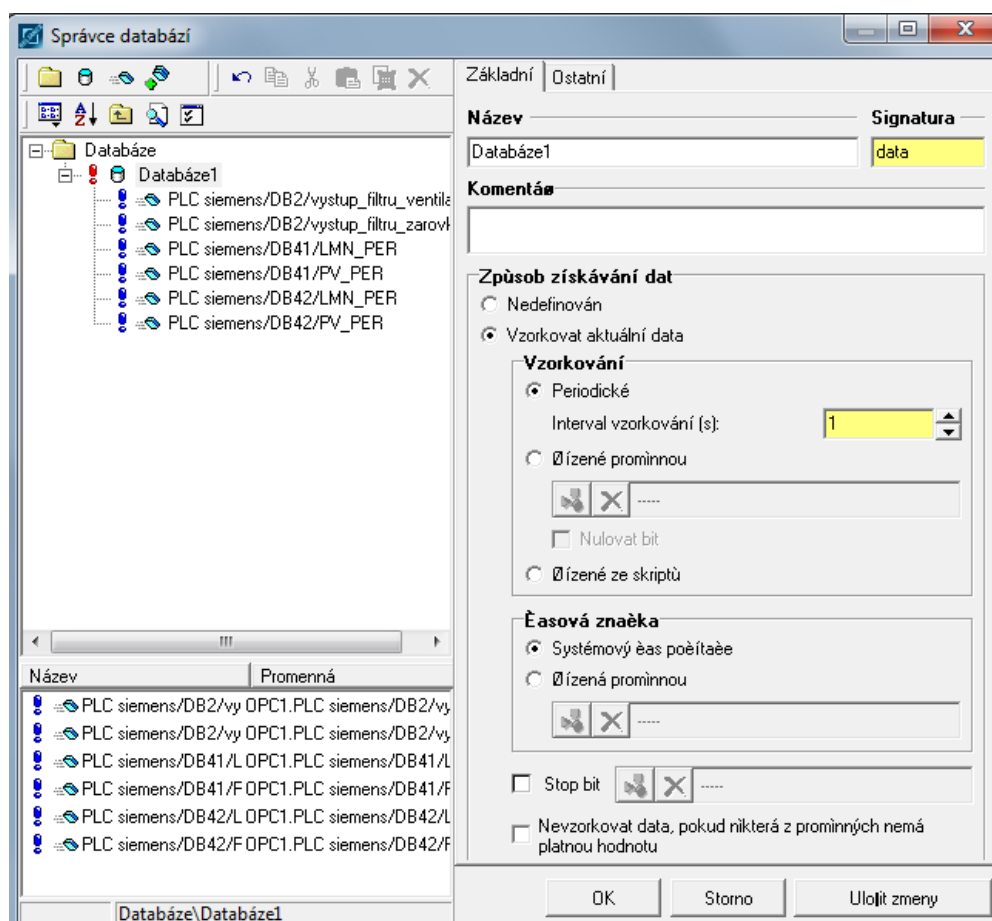 Správce databází
Základní
Ostatní
Název
Signatura
Databáze1
data
Komentáø
Databáze
Databáze1
PLC siemens/DB2/vystup_filtru_ventila
PLC siemens/DB2/vystup_filtru_zarovk
PLC siemens/DB41/LMN_PER
PLC siemens/DB41/PV_PER
PLC siemens/DB42/LMN_PER
PLC siemens/DB42/PV_PER
Název
Promenná
PLC siemens/DB2/vy OPC1.PLC siemens/DB2/vy
PLC siemens/DB2/vy OPC1.PLC siemens/DB2/vy
PLC siemens/DB41/L OPC1.PLC siemens/DB41/L
PLC siemens/DB41/F OPC1.PLC siemens/DB41/F
PLC siemens/DB42/L OPC1.PLC siemens/DB42/L
PLC siemens/DB42/F OPC1.PLC siemens/DB42/F
Databáze\Databáze1
Zpùsob získávání dat
Nedefinován
Vzorkovat aktuální data
Vzorkování
Periodické
Interval vzorkování (s): 1
Øízené promìnnou
-----
Nulovat bit
Øízené ze skriptù
Èasová znaèka
Systémový èas poèítaèe
Øízená promìnnou
-----
Stop bit -----
Nevzorkovat data, pokud nìkterá z promìnných nemá
platnou hodnotu
OK
Storno
Uložit zmeny